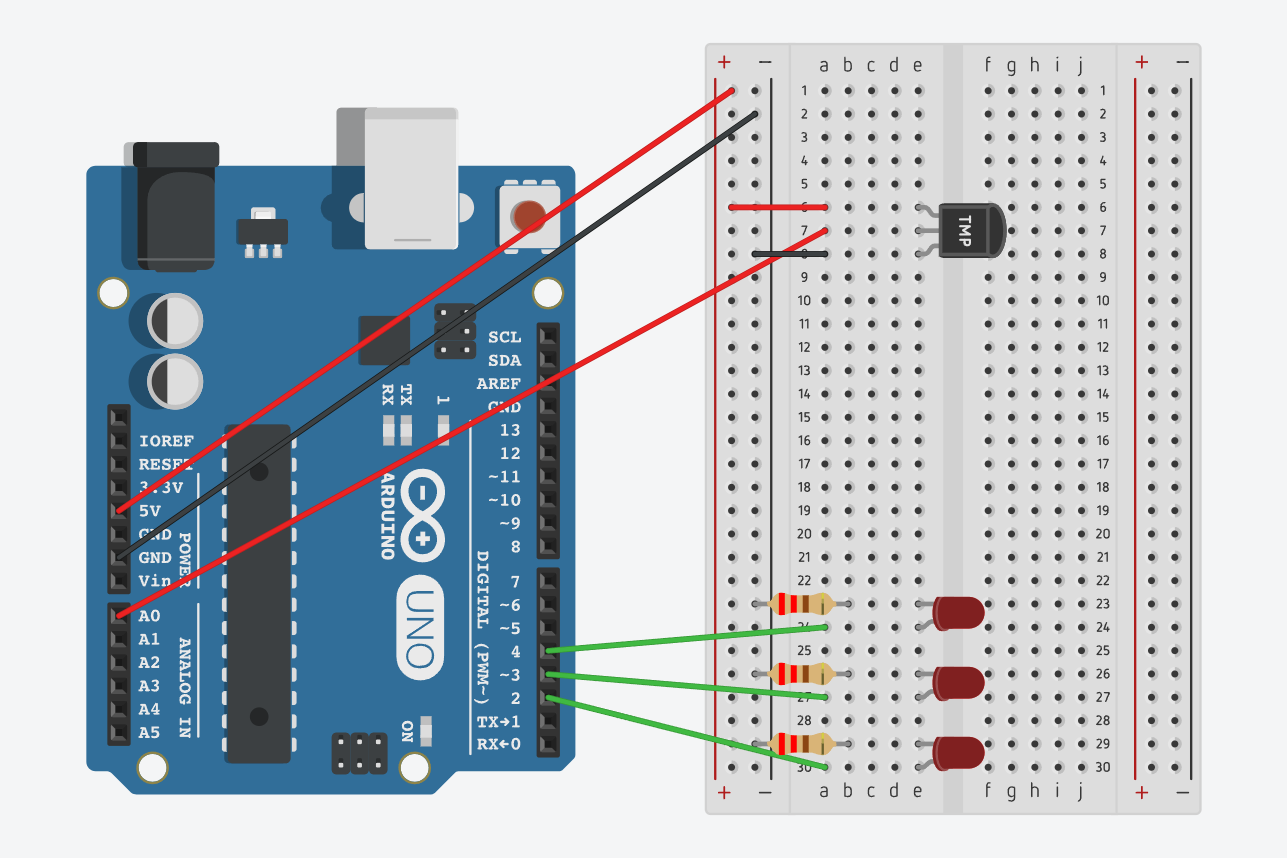 IOREF
RESET
3.3V
5V
GND
GND
Vin
POWER
A0
A1
A2
A3
A4
A5
ANALOG IN
RX
TX
1
ARDUINO
UNO
ON
SCL
SDA
AREF
GND
13
12
~11
~10
~9
8
7
~6
~5
4
~3
2
TX→1
RX←0
DIGITAL (PWM~)
+ − a b c d e f g h i j + −
1 1
2 2
3 3
4 4
5 5
6 6
7 7
8 8
9 9
10 10
11 11
12 12
13 13
14 14
15 15
16 16
17 17
18 18
19 19
20 20
21 21
22 22
23 23
24 24
25 25
26 26
27 27
28 28
29 29
30 30
+ − a b c d e f g h i j + −
TMP